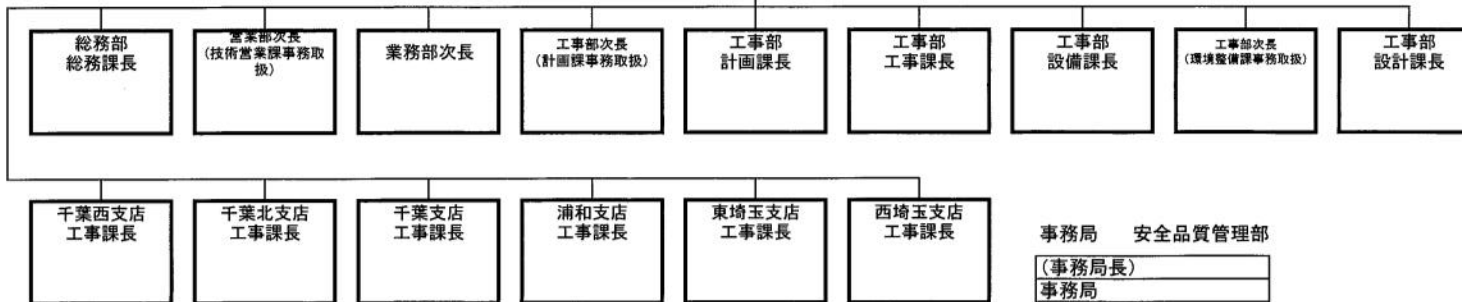 総務部
総務課長
営業部次長
(技術営業課事務取
扱)
業務部次長
工事部次長
(計画課事務取扱)
工事部
計画課長
工事部
工事課長
工事部
設備課長
工事部次長
(環境整備課事務取扱)
工事部
設計課長
千葉西支店
工事課長
千葉北支店
工事課長
千葉支店
工事課長
浦和支店
工事課長
東埼玉支店
工事課長
西埼玉支店
工事課長
事務局 安全品質管理部
(事務局長)
事務局